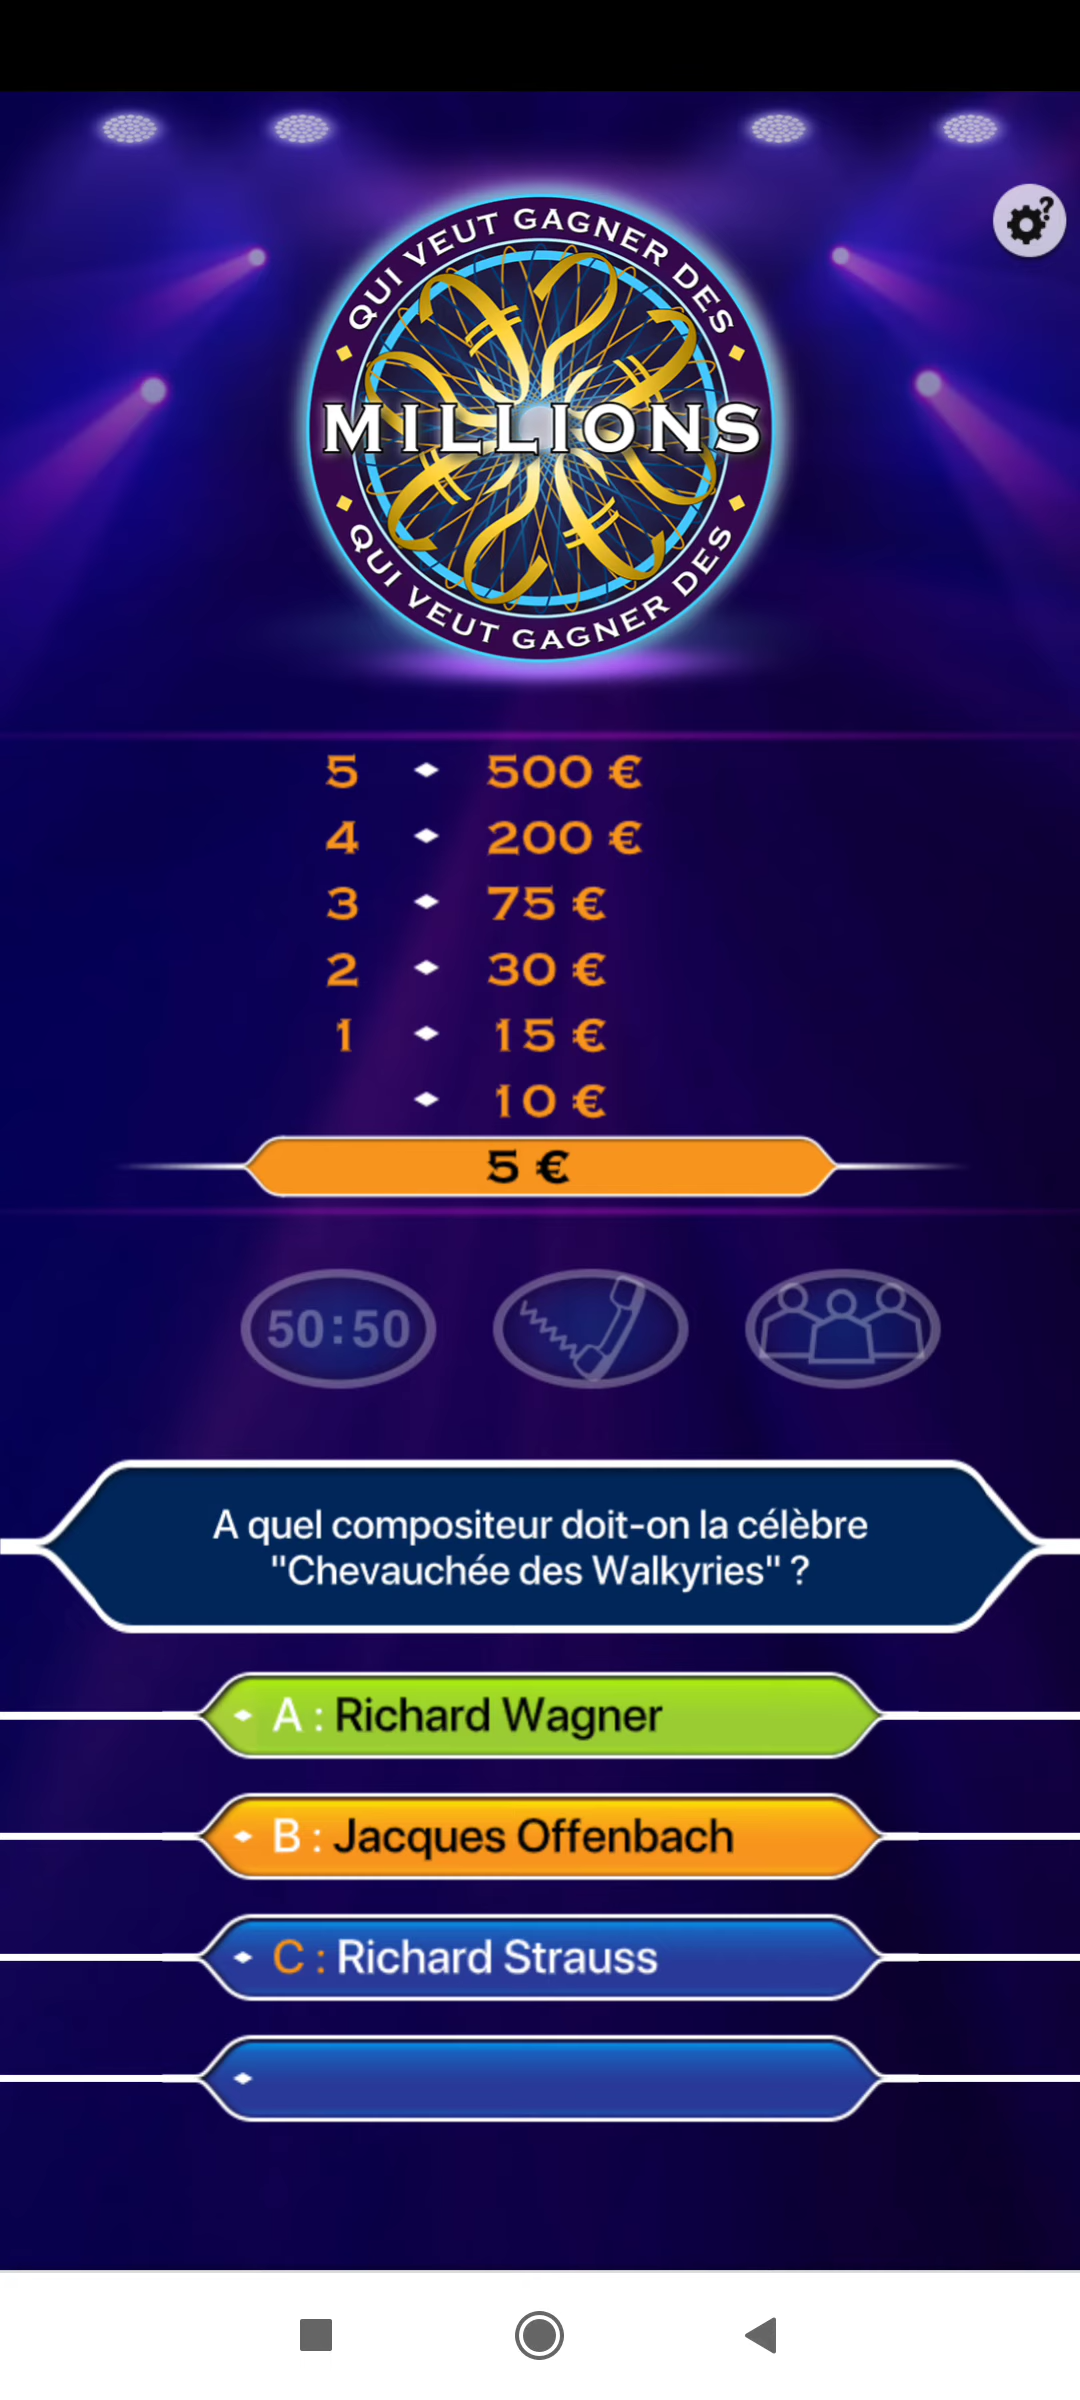 QUI VEUT GAGNER DES
MILLIONS
QUI VEUT GAGNER DES
5 500 €
4 200 €
3 75 €
2 30 €
1 15 €
10 €
5 €
50:50
A quel compositeur doit-on la célèbre
"Chevauchée des Walkyries" ?
A : Richard Wagner
B : Jacques Offenbach
C : Richard Strauss